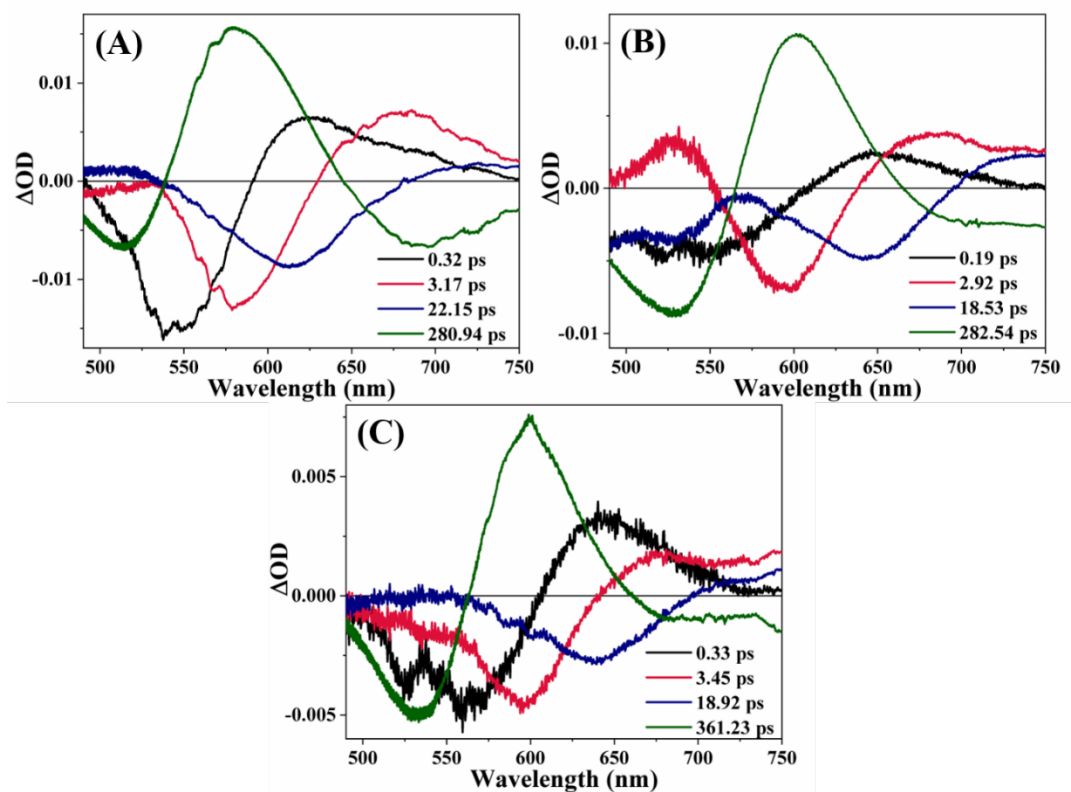 (A)
ΔOD
0.01
0.00
-0.01
0.32 ps
3.17 ps
22.15 ps
280.94 ps
500 550 600 650 700 750
Wavelength (nm)
(B)
ΔOD
0.01
0.00
-0.01
0.19 ps
2.92 ps
18.53 ps
282.54 ps
500 550 600 650 700 750
Wavelength (nm)
(C)
ΔOD
0.005
0.000
-0.005
0.33 ps
3.45 ps
18.92 ps
361.23 ps
500 550 600 650 700 750
Wavelength (nm)